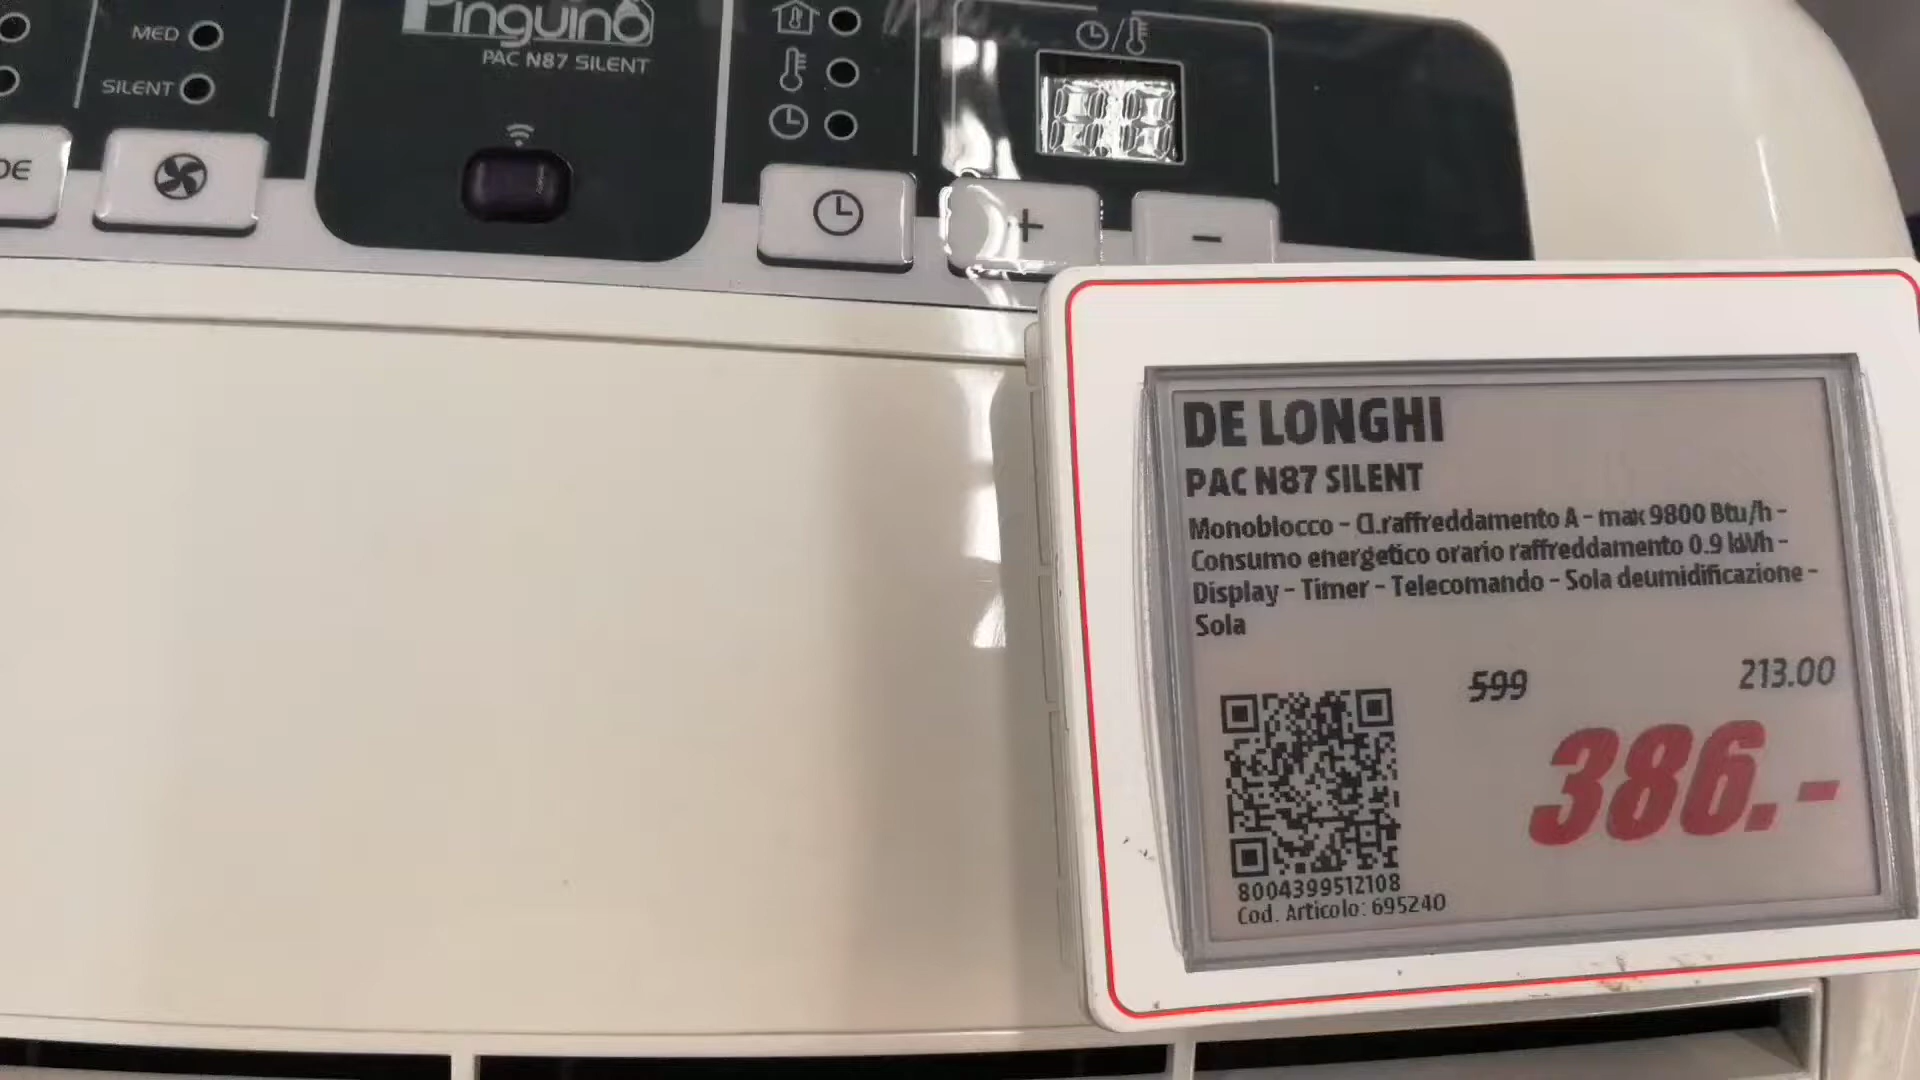 MED
SILENT
DE
Pinguino
PAC N87 SILENT
+
-
DE LONGHI
PAC N87 SILENT
Monoblocco - Cl.raffreddamento A - max 9800 Btu/h -
Consumo energetico orario raffreddamento 0.9 kWh -
Display - Timer - Telecomando - Sola deumidificazione -
Sola
599
213.00
386.-
8004399512108
Cod. Articolo: 695240